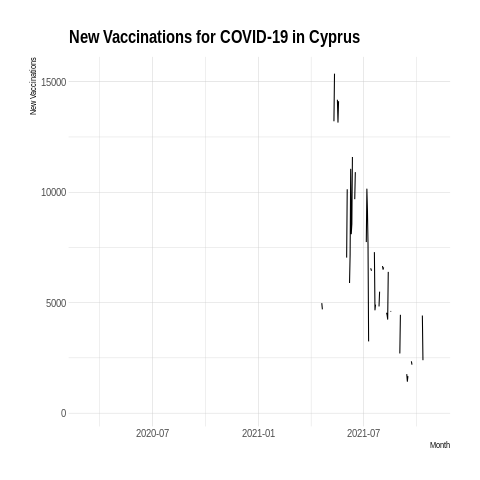 New Vaccinations for COVID-19 in Cyprus
New Vaccinations
15000
10000
5000
0
2020-07 2021-01 2021-07
Month